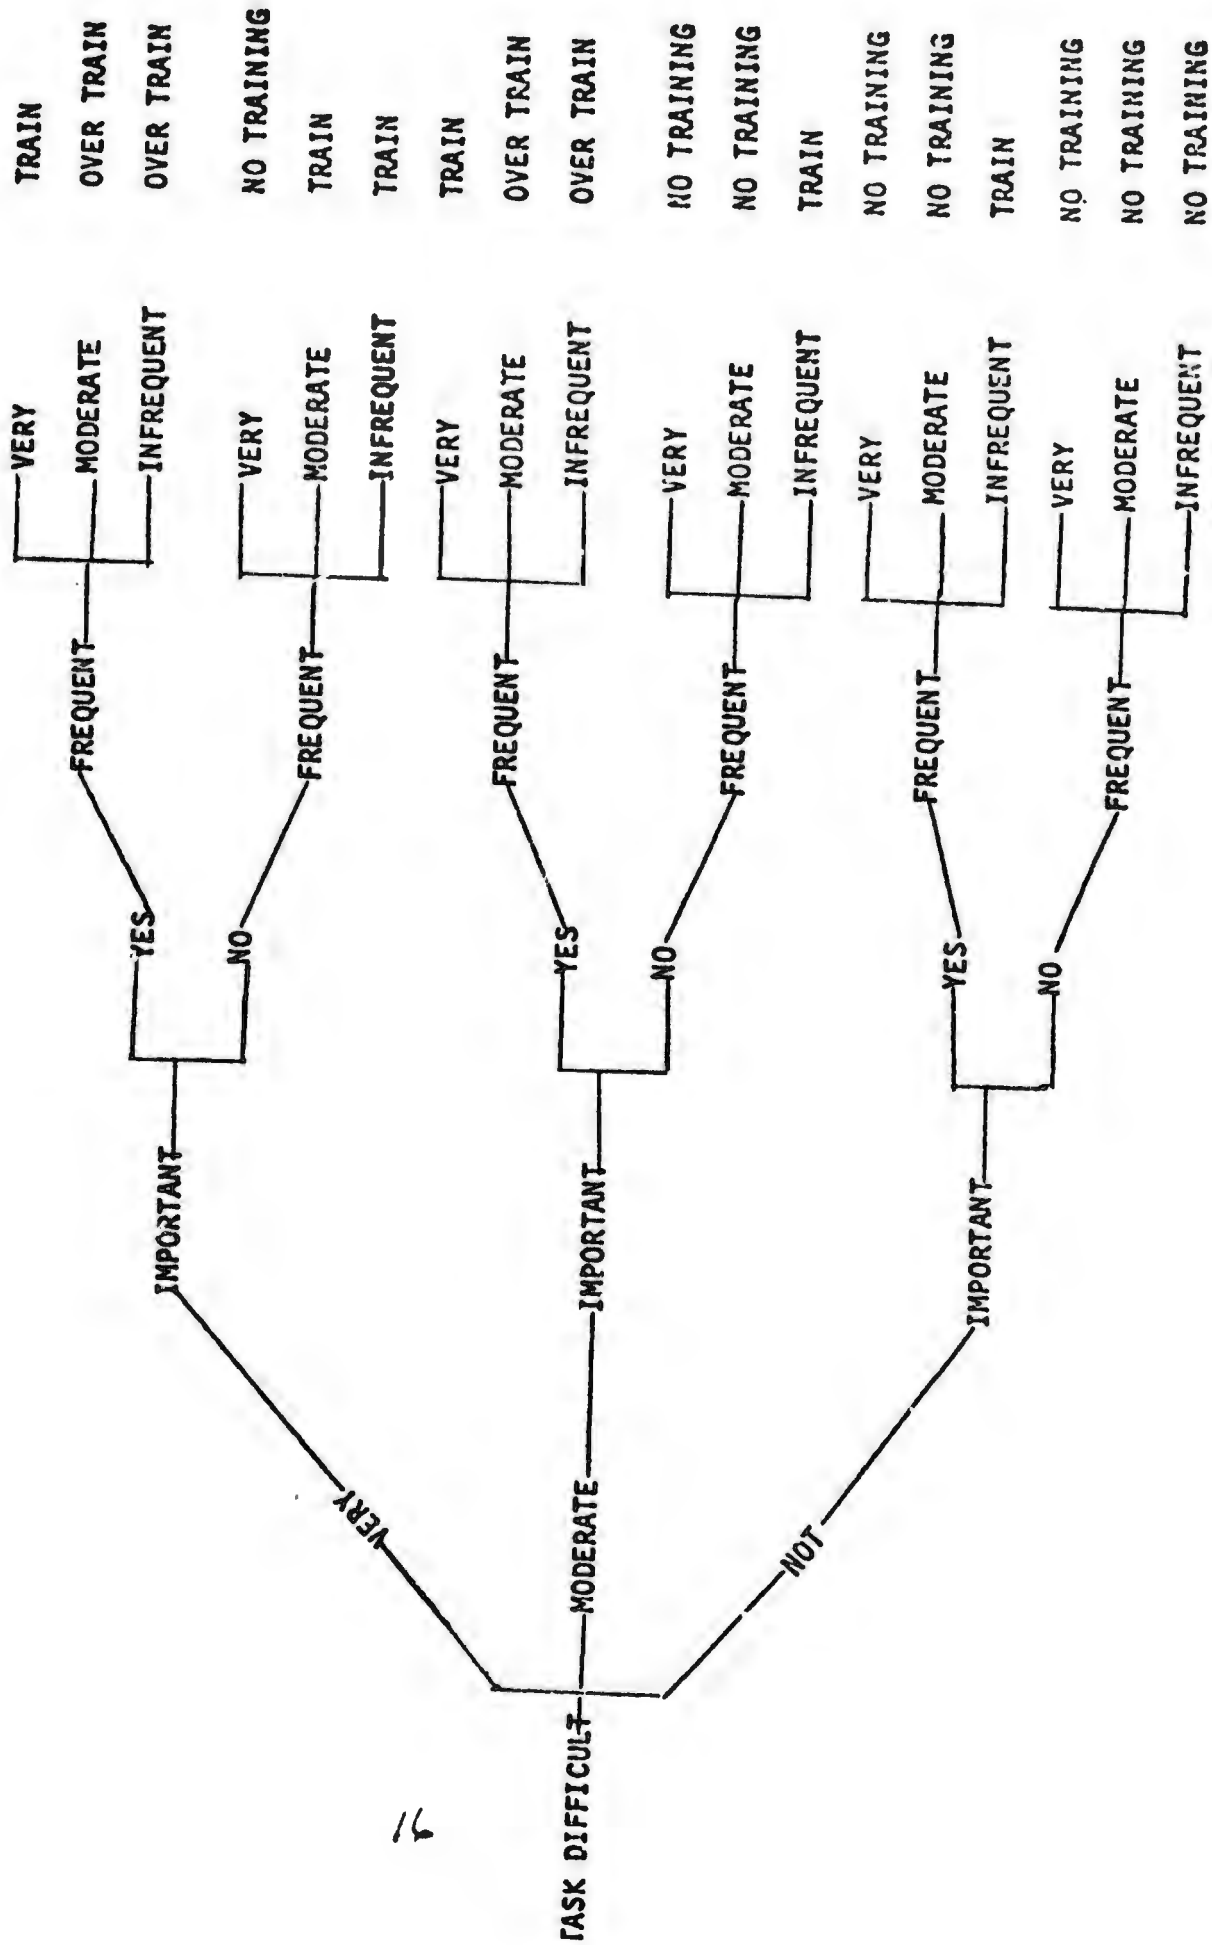 VERY TRAIN
FREQUENT MODERATE OVER TRAIN
YES INFREQUENT OVER TRAIN
IMPORTANT
NO VERY NO TRAINING
FREQUENT MODERATE TRAIN
VERY
INFREQUENT TRAIN
VERY TRAIN
FREQUENT MODERATE OVER TRAIN
YES INFREQUENT OVER TRAIN
TASK DIFFICULT MODERATE IMPORTANT
NO VERY NO TRAINING
FREQUENT MODERATE NO TRAINING
NOT
INFREQUENT TRAIN
VERY NO TRAINING
FREQUENT MODERATE NO TRAINING
YES
IMPORTANT
INFREQUENT TRAIN
NO VERY NO TRAINING
FREQUENT MODERATE NO TRAINING
INFREQUENT NO TRAINING